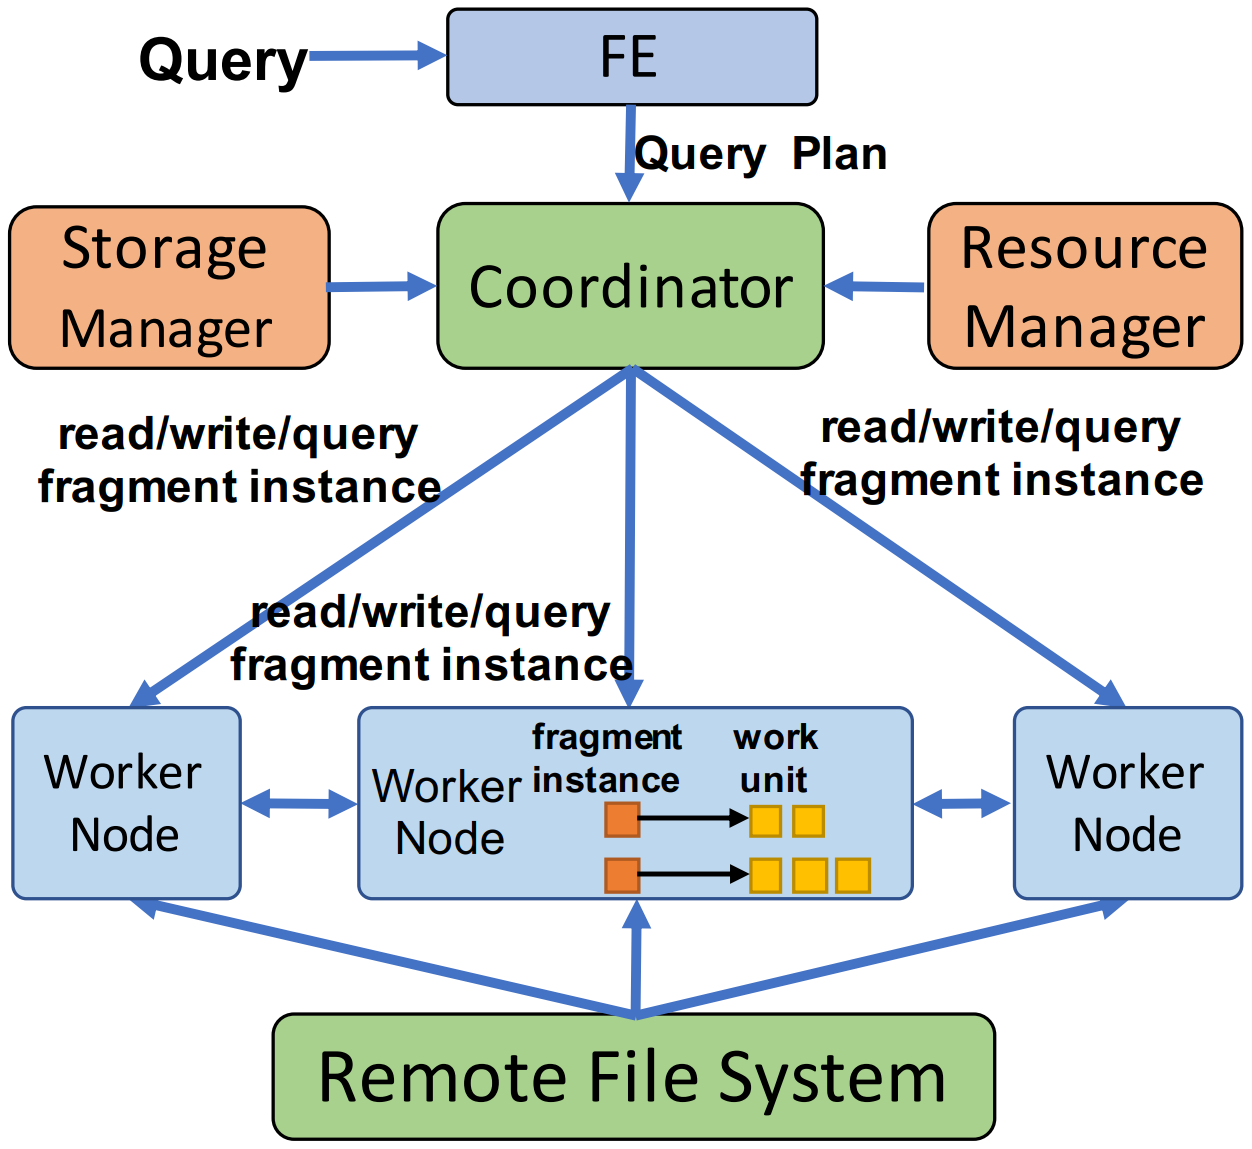 Query
FE
Query Plan
Storage
Manager
Coordinator
Resource
Manager
read/write/query
fragment instance
read/write/query
fragment instance
read/write/query
fragment instance
Worker
Node
Worker
Node
fragment
instance
work
unit
Worker
Node
Remote File System